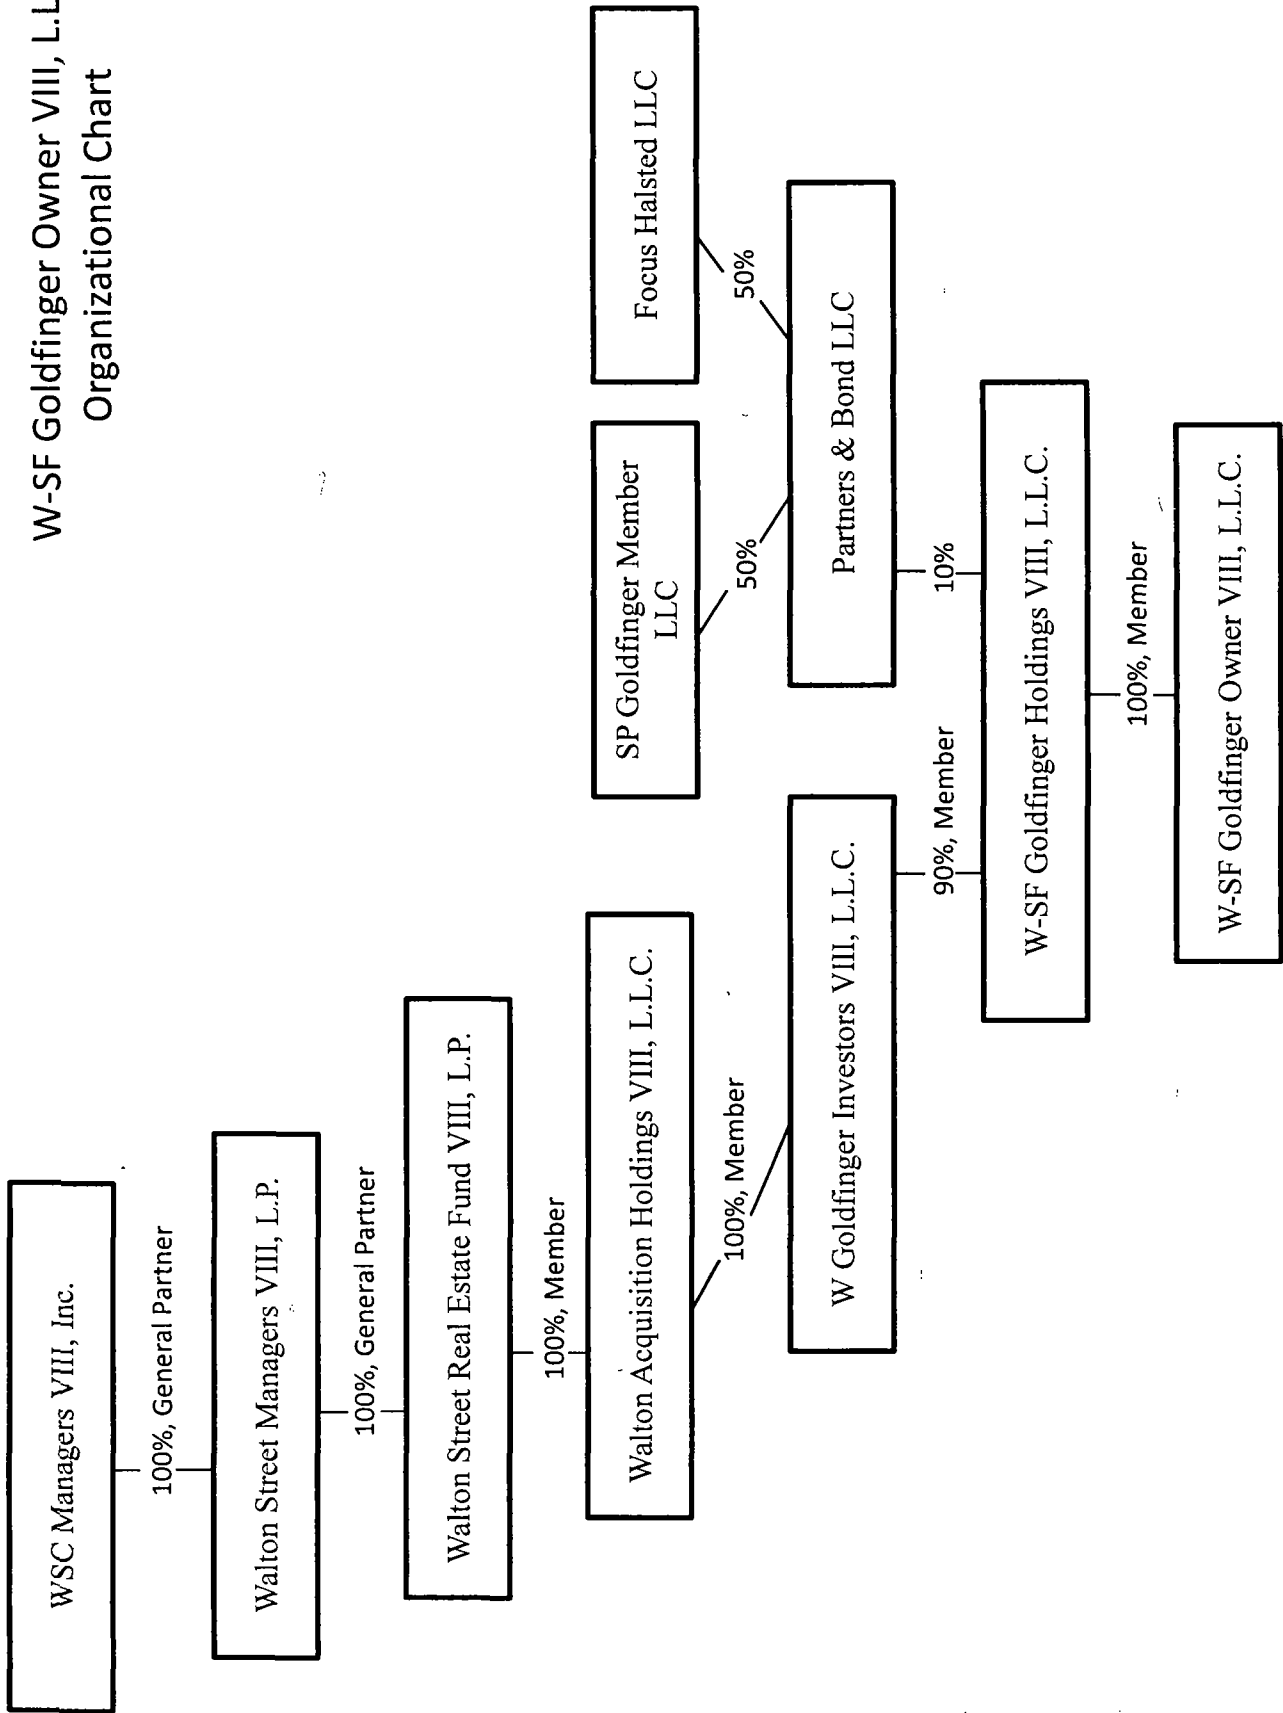 W-SF Goldfinger Owner VIII, L.L
Organizational Chart
WSC Managers VIII, Inc.
100%, General Partner
Walton Street Managers VIII, L.P.
100%, General Partner
Walton Street Real Estate Fund VIII, L.P.
100%, Member
Walton Acquisition Holdings VIII, L.L.C.
SP Goldfinger Member
LLC
Focus Halsted LLC
100%, Member
50%
50%
W Goldfinger Investors VIII, L.L.C.
Partners & Bond LLC
90%, Member
10%
W-SF Goldfinger Holdings VIII, L.L.C.
100%, Member
W-SF Goldfinger Owner VIII, L.L.C.